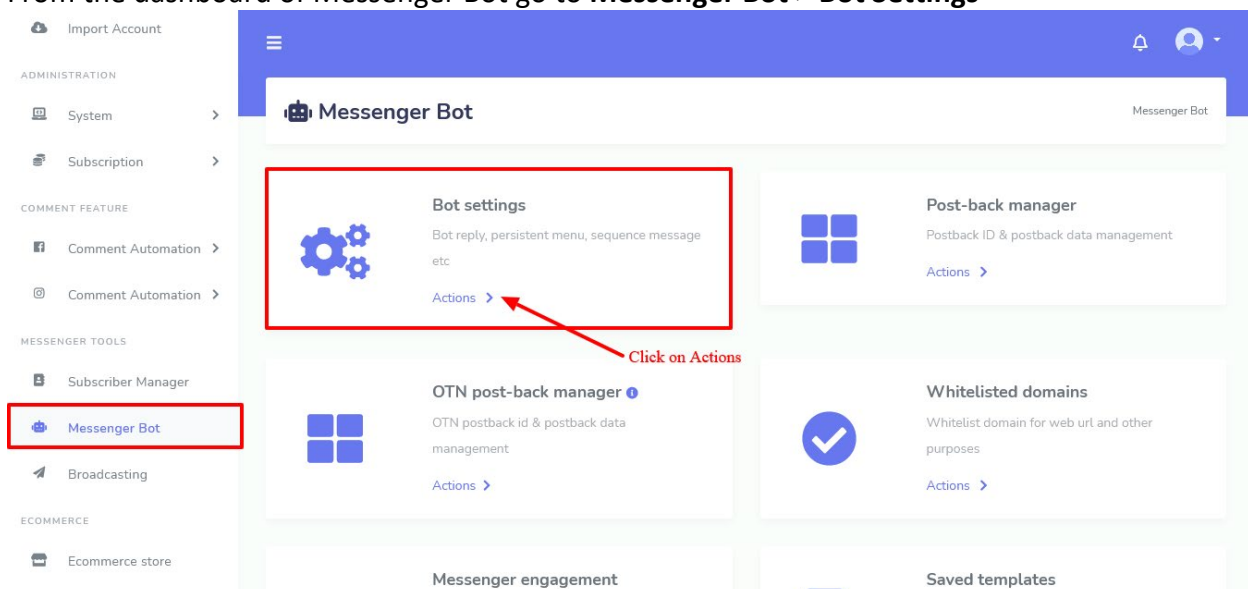 From the dashboard of Messenger Bot go to Messenger Bot > Bot Settings
Import Account
ADMINISTRATION
System
Subscription
COMMENT FEATURE
Comment Automation
Comment Automation
MESSENGER TOOLS
Subscriber Manager
Messenger Bot
Broadcasting
ECOMMERCE
Ecommerce store
Messenger Bot
Messenger Bot
Bot settings
Bot reply, persistent menu, sequence message
etc
Actions
Click on Actions
Post-back manager
Postback ID & postback data management
Actions
OTN post-back manager
OTN postback id & postback data
management
Actions
Whitelisted domains
Whitelist domain for web url and other
purposes
Actions
Messenger engagement
Saved templates